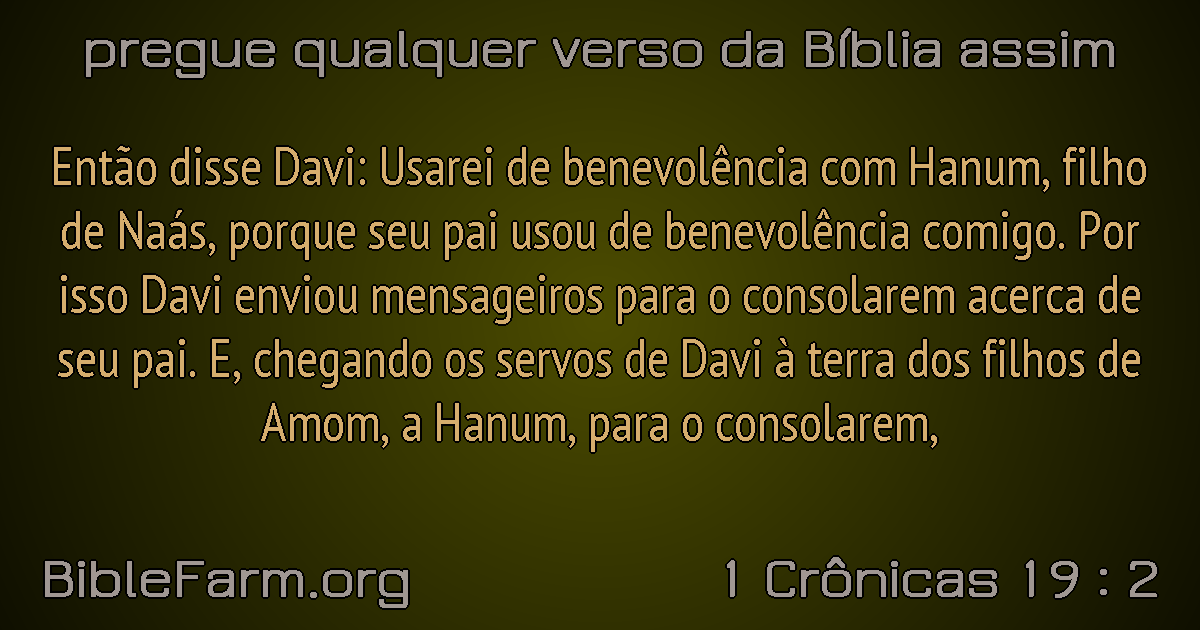 pregue qualquer verso da Bíblia assim
Então disse Davi: Usarei de benevolência com Hanum, filho
de Naás, porque seu pai usou de benevolência comigo. Por
isso Davi enviou mensageiros para o consolarem acerca de
seu pai. E, chegando os servos de Davi à terra dos filhos de
Amom, a Hanum, para o consolarem,
BibleFarm.org
1 Crônicas 19 : 2